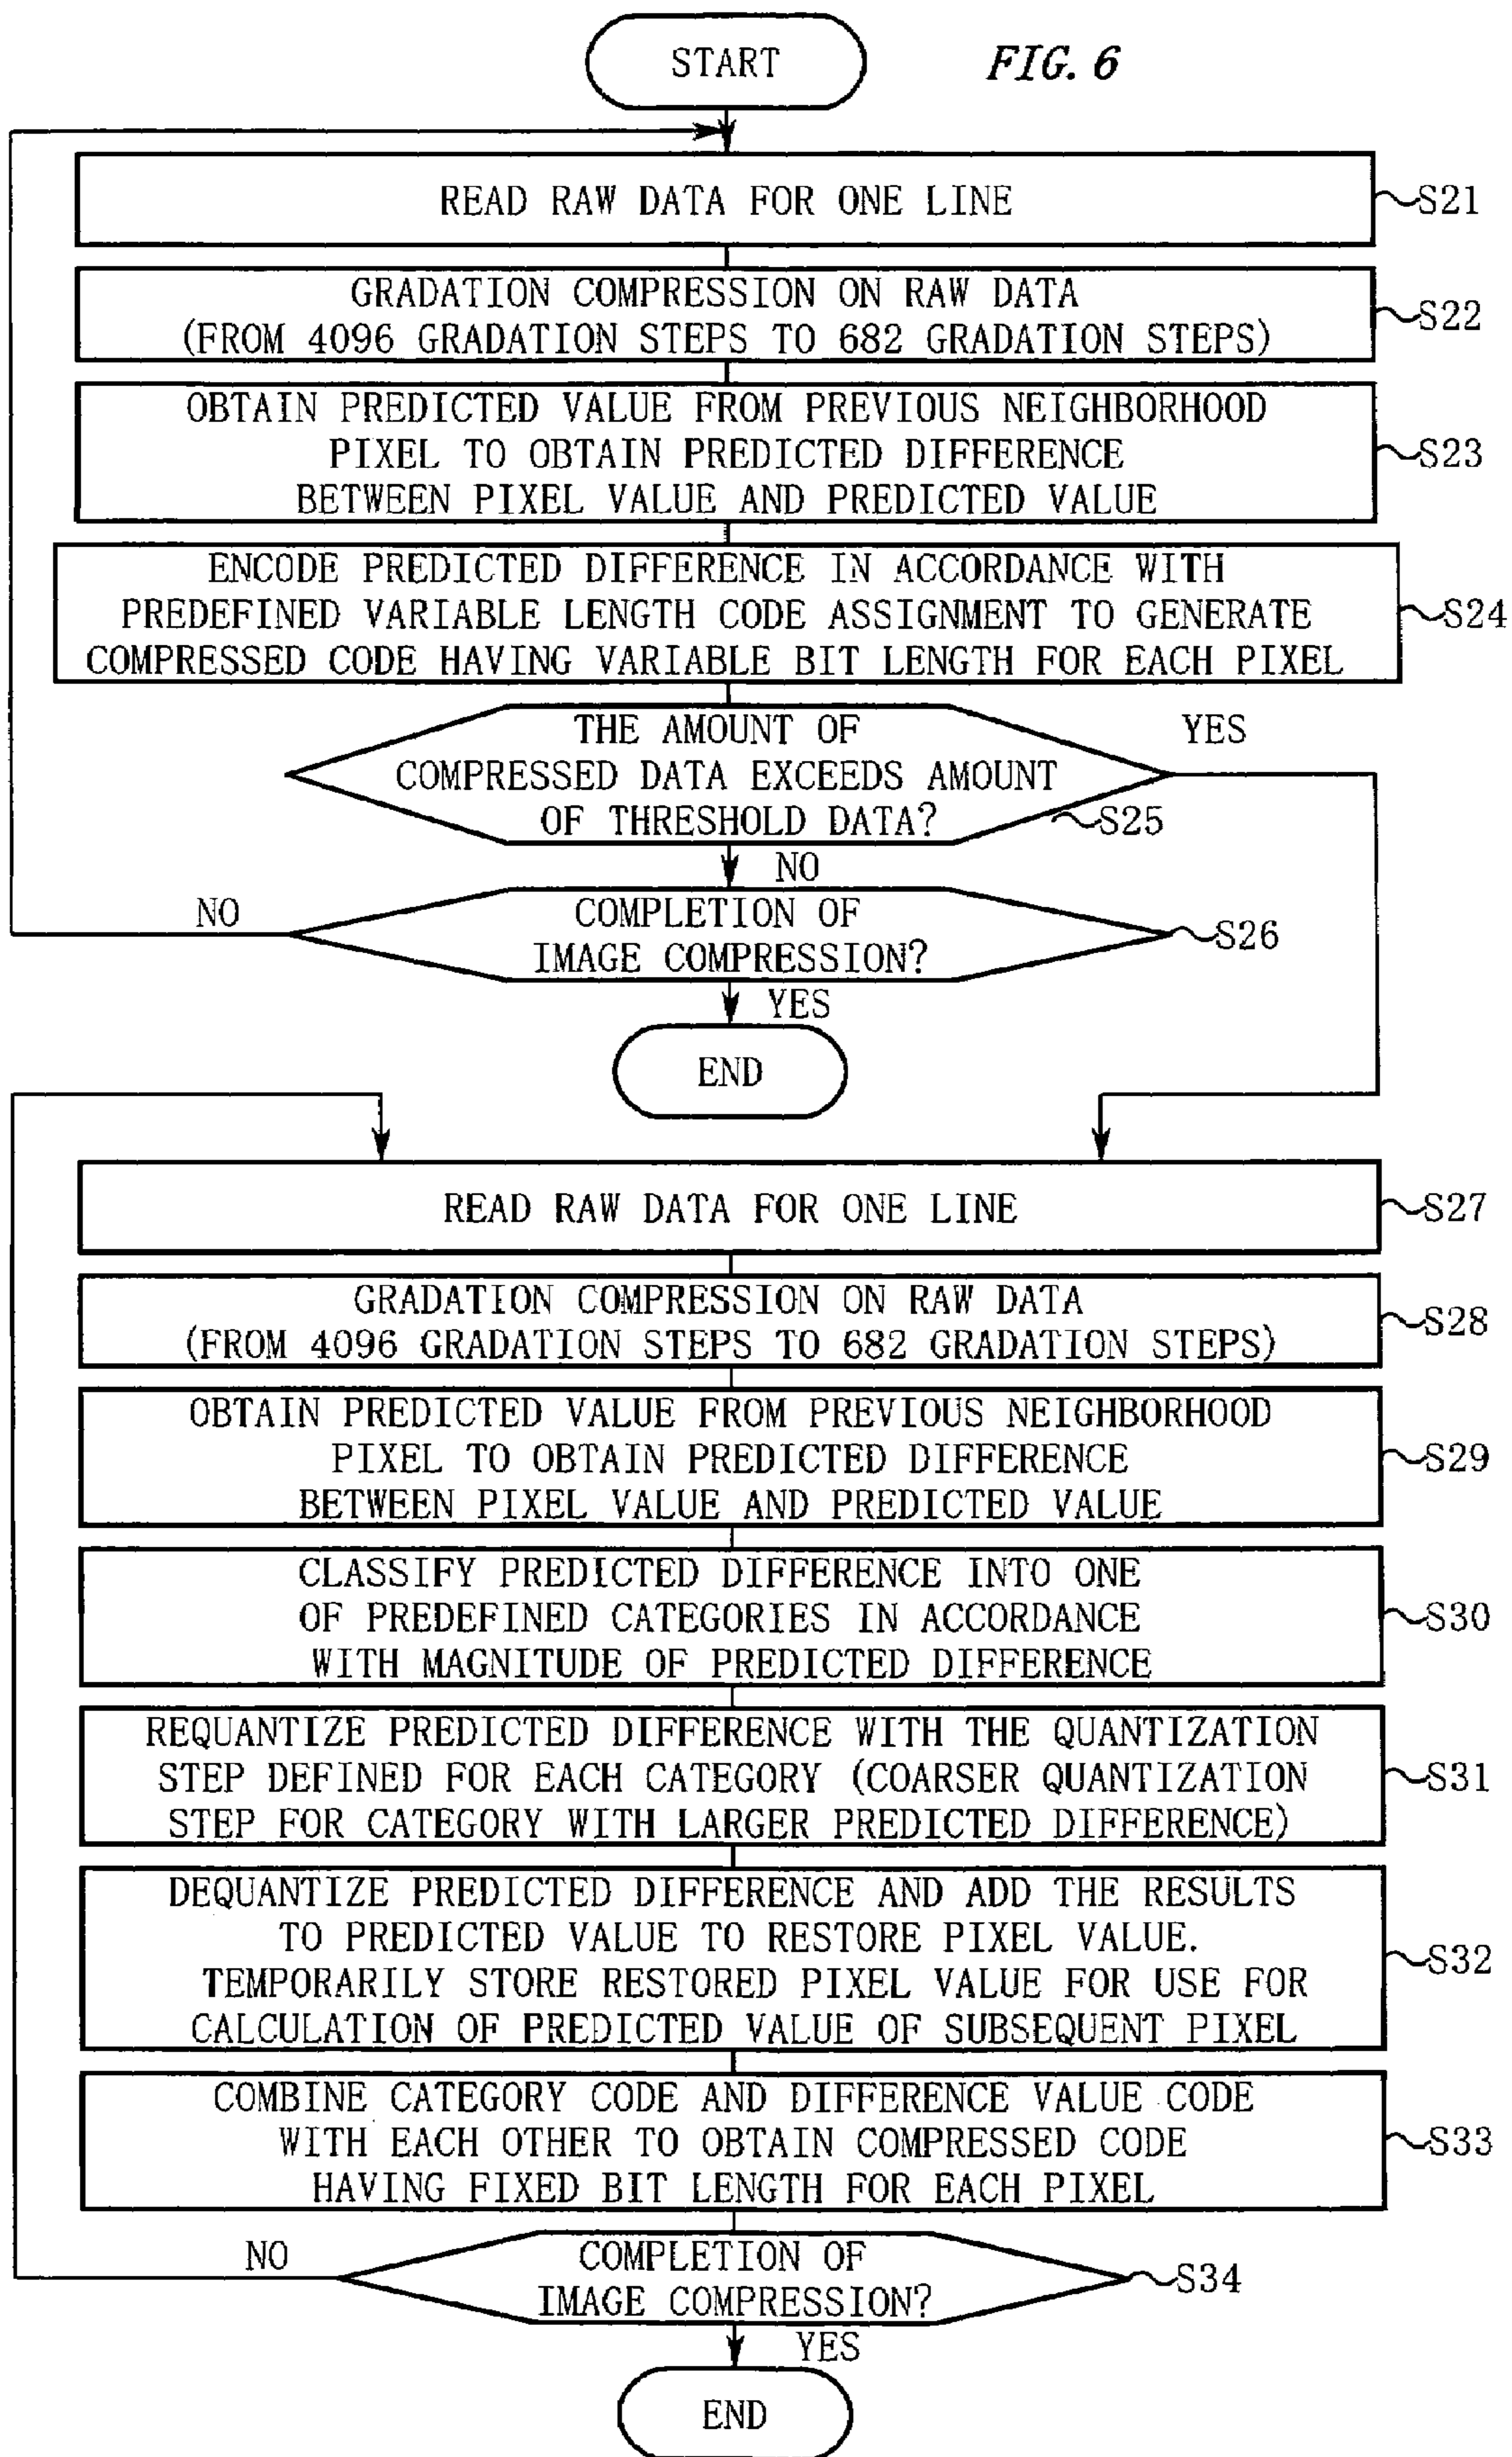 START
FIG. 6
READ RAW DATA FOR ONE LINE
S21
GRADATION COMPRESSION ON RAW DATA
(FROM 4096 GRADATION STEPS TO 682 GRADATION STEPS)
S22
OBTAIN PREDICTED VALUE FROM PREVIOUS NEIGHBORHOOD
PIXEL TO OBTAIN PREDICTED DIFFERENCE
BETWEEN PIXEL VALUE AND PREDICTED VALUE
S23
ENCODE PREDICTED DIFFERENCE IN ACCORDANCE WITH
PREDEFINED VARIABLE LENGTH CODE ASSIGNMENT TO GENERATE
COMPRESSED CODE HAVING VARIABLE BIT LENGTH FOR EACH PIXEL
S24
THE AMOUNT OF
COMPRESSED DATA EXCEEDS AMOUNT
OF THRESHOLD DATA?
YES
S25
NO
NO
COMPLETION OF
IMAGE COMPRESSION?
S26
YES
END
READ RAW DATA FOR ONE LINE
S27
GRADATION COMPRESSION ON RAW DATA
(FROM 4096 GRADATION STEPS TO 682 GRADATION STEPS)
S28
OBTAIN PREDICTED VALUE FROM PREVIOUS NEIGHBORHOOD
PIXEL TO OBTAIN PREDICTED DIFFERENCE
BETWEEN PIXEL VALUE AND PREDICTED VALUE
S29
CLASSIFY PREDICTED DIFFERENCE INTO ONE
OF PREDEFINED CATEGORIES IN ACCORDANCE
WITH MAGNITUDE OF PREDICTED DIFFERENCE
S30
REQUANTIZE PREDICTED DIFFERENCE WITH THE QUANTIZATION
STEP DEFINED FOR EACH CATEGORY (COARSER QUANTIZATION
STEP FOR CATEGORY WITH LARGER PREDICTED DIFFERENCE)
S31
DEQUANTIZE PREDICTED DIFFERENCE AND ADD THE RESULTS
TO PREDICTED VALUE TO RESTORE PIXEL VALUE.
TEMPORARILY STORE RESTORED PIXEL VALUE FOR USE FOR
CALCULATION OF PREDICTED VALUE OF SUBSEQUENT PIXEL
S32
COMBINE CATEGORY CODE AND DIFFERENCE VALUE CODE
WITH EACH OTHER TO OBTAIN COMPRESSED CODE
HAVING FIXED BIT LENGTH FOR EACH PIXEL
S33
NO
COMPLETION OF
IMAGE COMPRESSION?
S34
YES
END